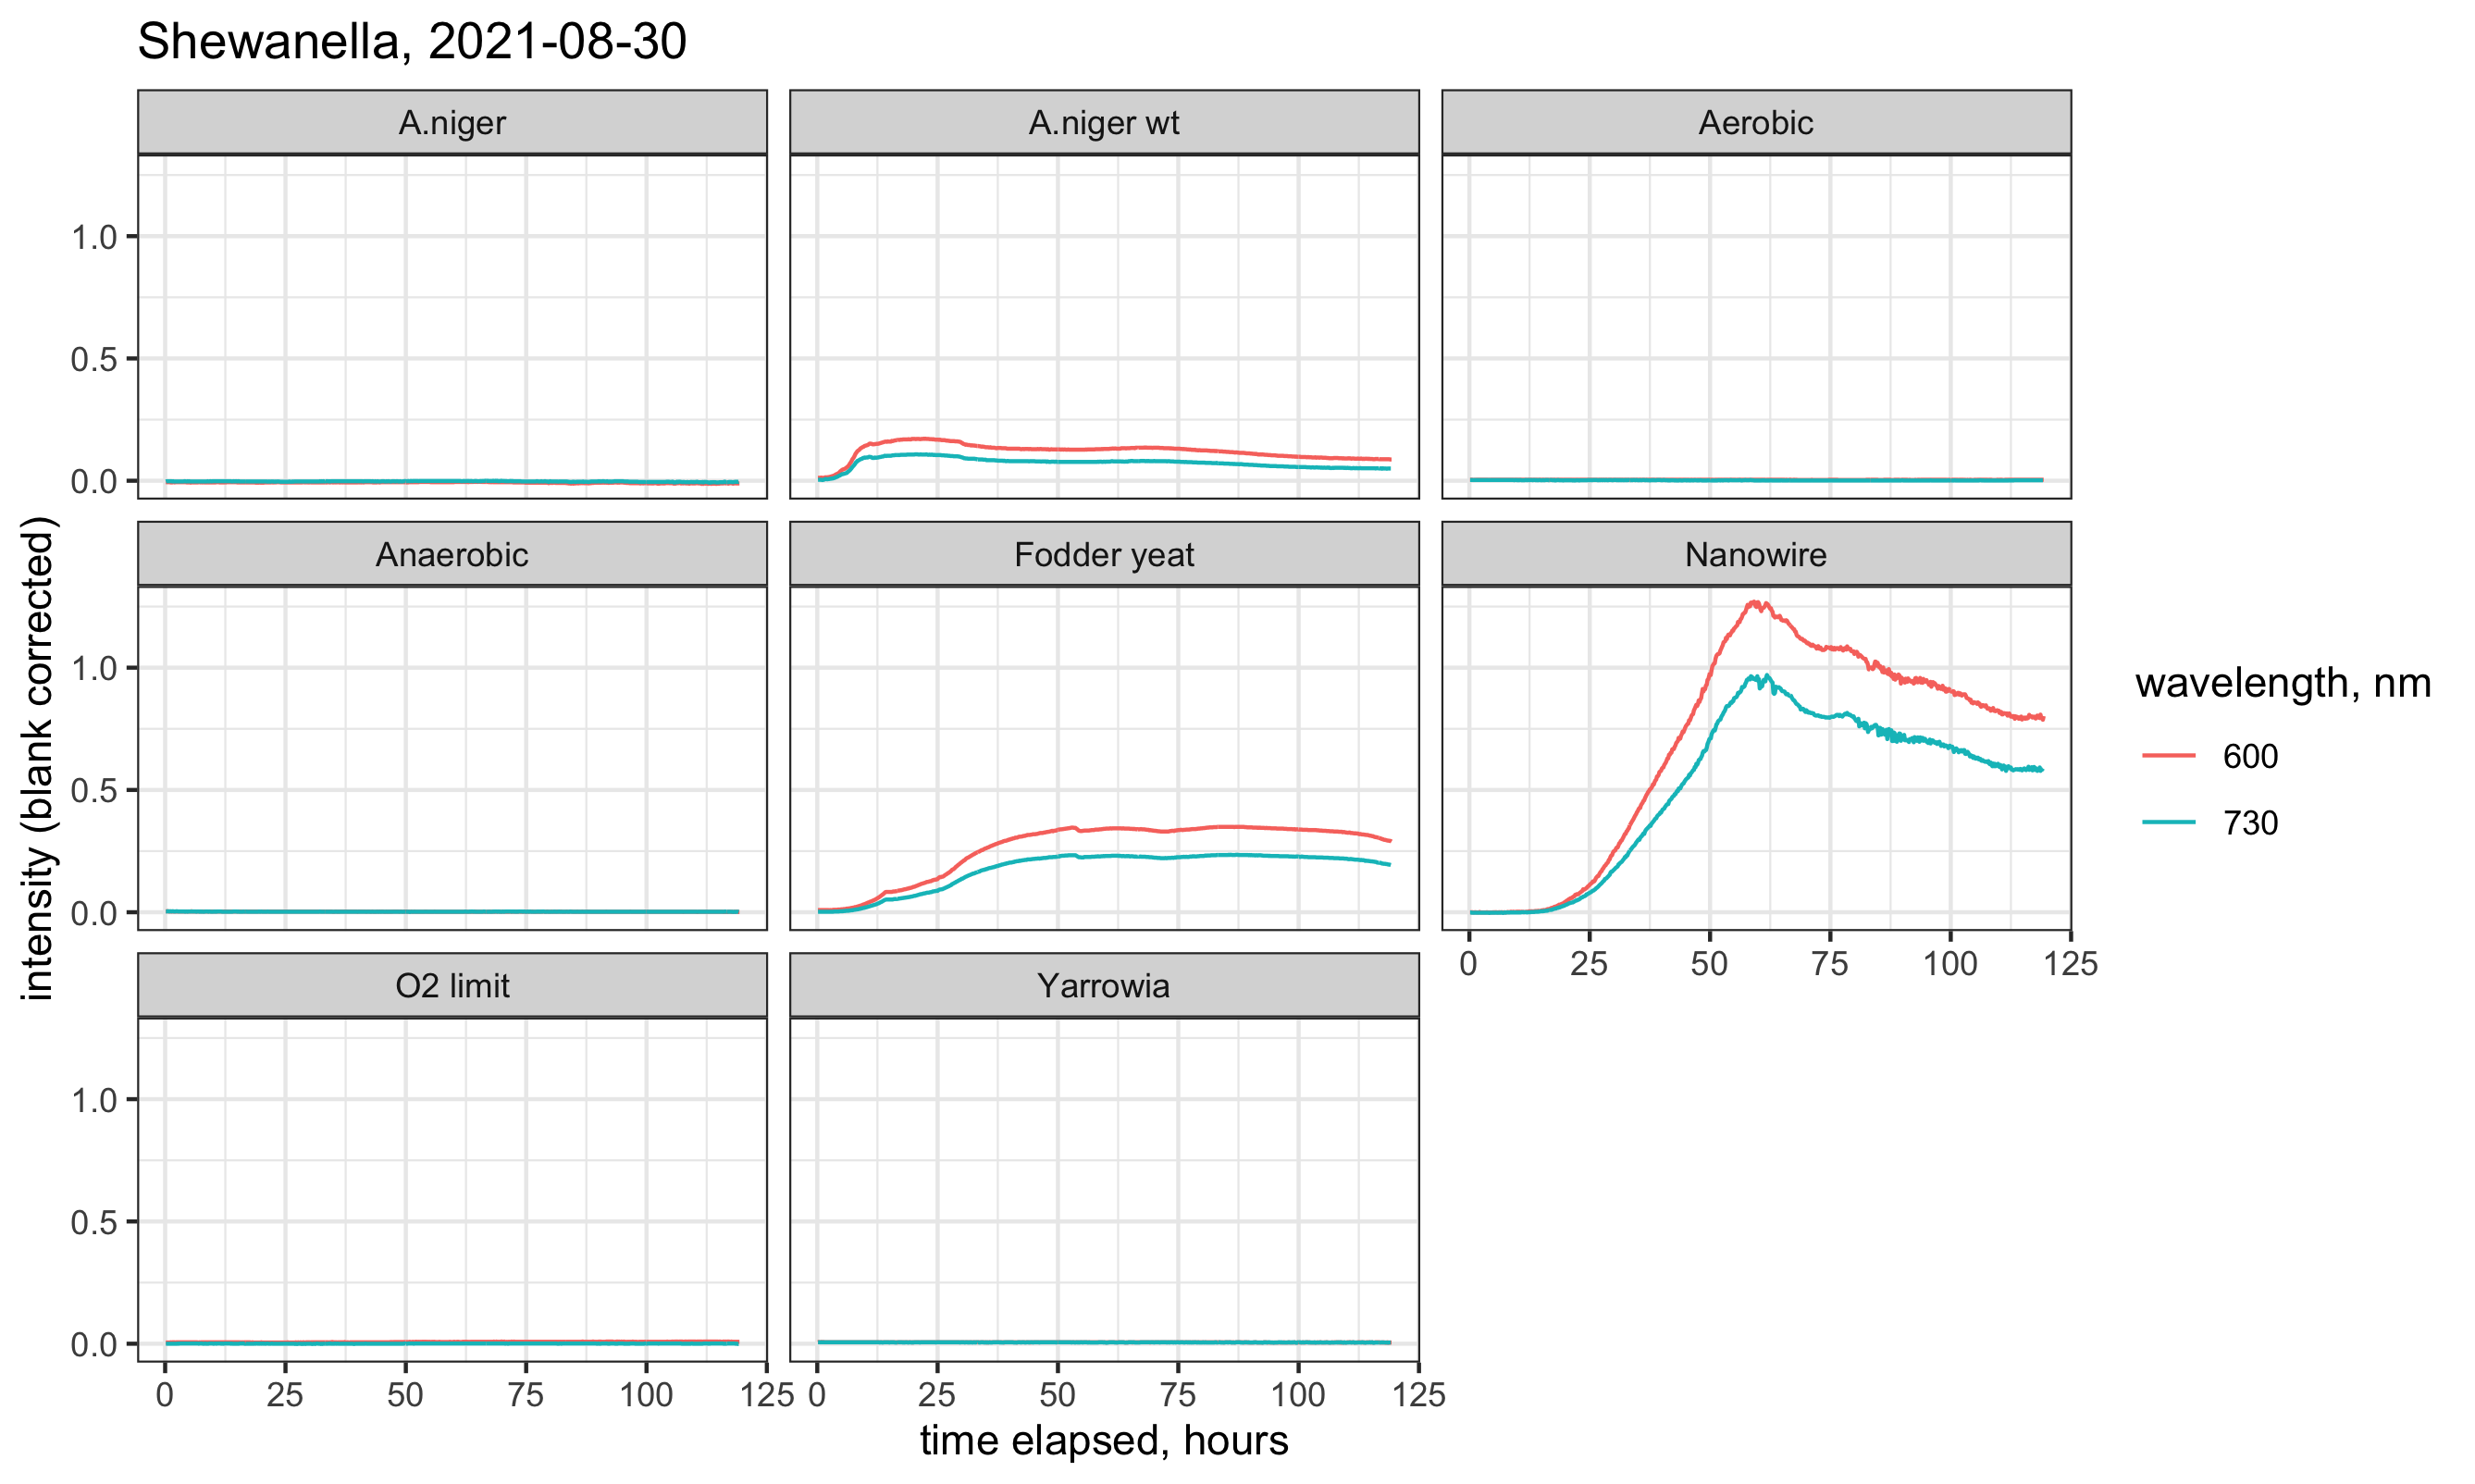 Shewanella, 2021-08-30
A.niger
A.niger wt
Aerobic
1.0
0.5
0.0
Anaerobic
Fodder yeat
Nanowire
1.0
0.5
0.0
0 25 50 75 100 125
O2 limit
Yarrowia
1.0
0.5
0.0
0 25 50 75 100 125
0 25 50 75 100 125
time elapsed, hours
intensity (blank corrected)
wavelength, nm
600
730